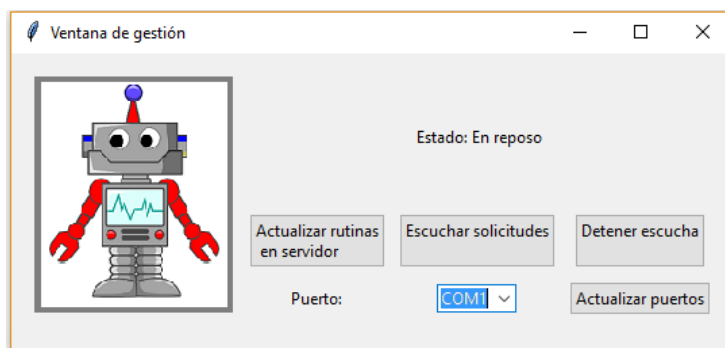 Ventana de gestión
Estado: En reposo
Actualizar rutinas
en servidor
Escuchar solicitudes
Detener escucha
Puerto:
COM1
Actualizar puertos